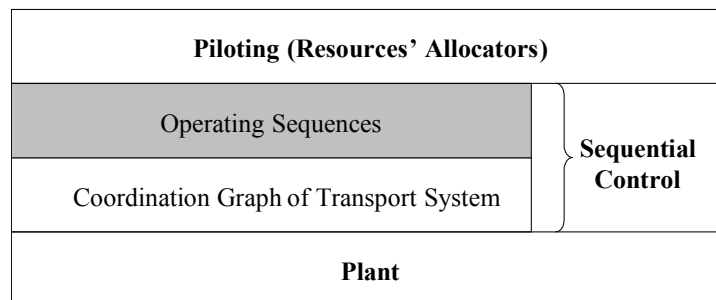 Piloting (Resources’ Allocators)
Operating Sequences
Sequential
Control
Coordination Graph of Transport System
Plant